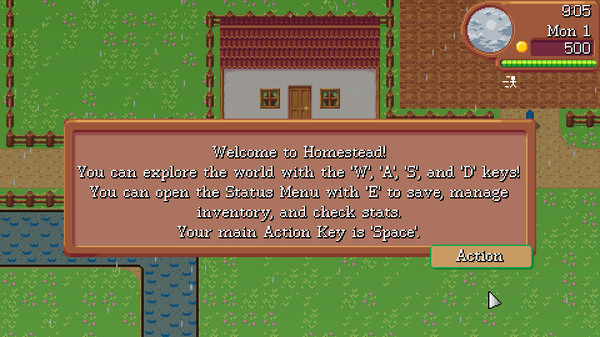 9:05
Mon 1
500
Welcome to Homestead!
You can explore the world with the 'W', 'A', 'S', and 'D' keys!
You can open the Status Menu with 'E' to save, manage
inventory, and check stats.
Your main Action Key is 'Space'.
Action